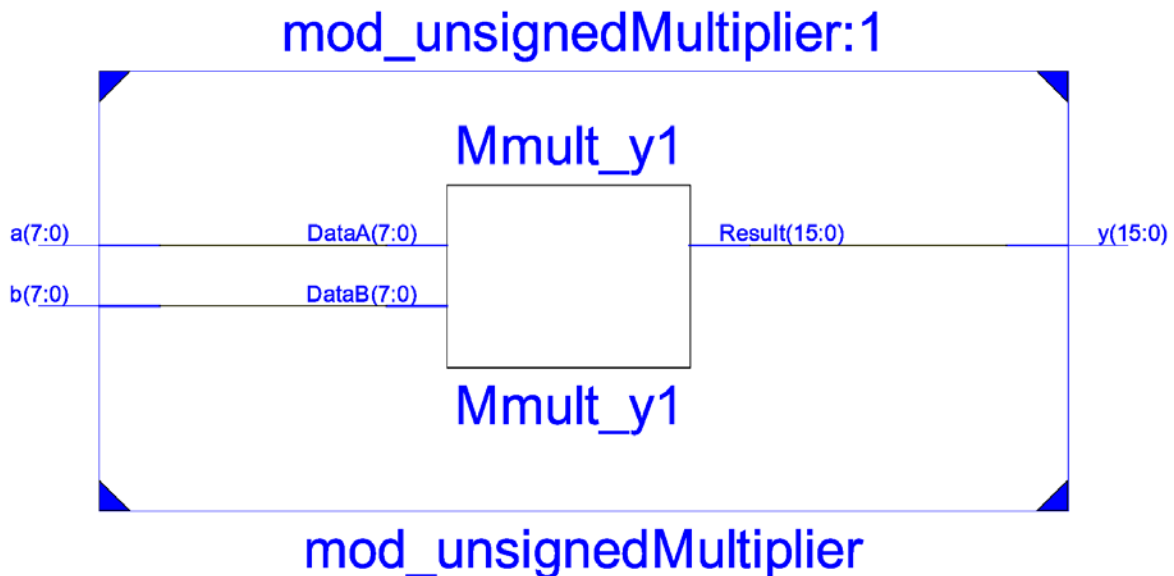 mod_unsignedMultiplier:1
Mmult_y1
a(7:0) DataA(7:0) Result(15:0) y(15:0)
b(7:0) DataB(7:0)
Mmult_y1
mod_unsignedMultiplier